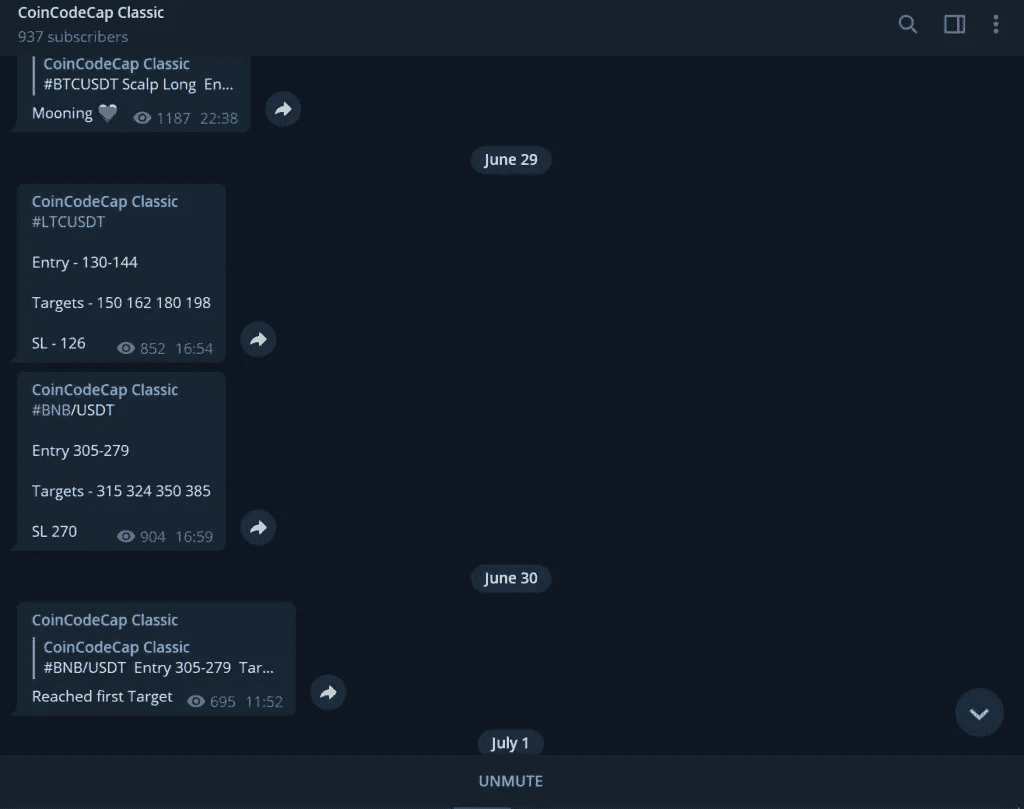 CoinCodeCap Classic
937 subscribers
CoinCodeCap Classic
#BTCUSDT Scalp Long En...
Mooning 🖤 1187 22:38
June 29
CoinCodeCap Classic
#LTCUSDT
Entry - 130-144
Targets - 150 162 180 198
SL - 126 852 16:54
CoinCodeCap Classic
#BNB/USDT
Entry 305-279
Targets - 315 324 350 385
SL 270 904 16:59
June 30
CoinCodeCap Classic
CoinCodeCap Classic
#BNB/USDT Entry 305-279 Tar...
Reached first Target 695 11:52
July 1
UNMUTE